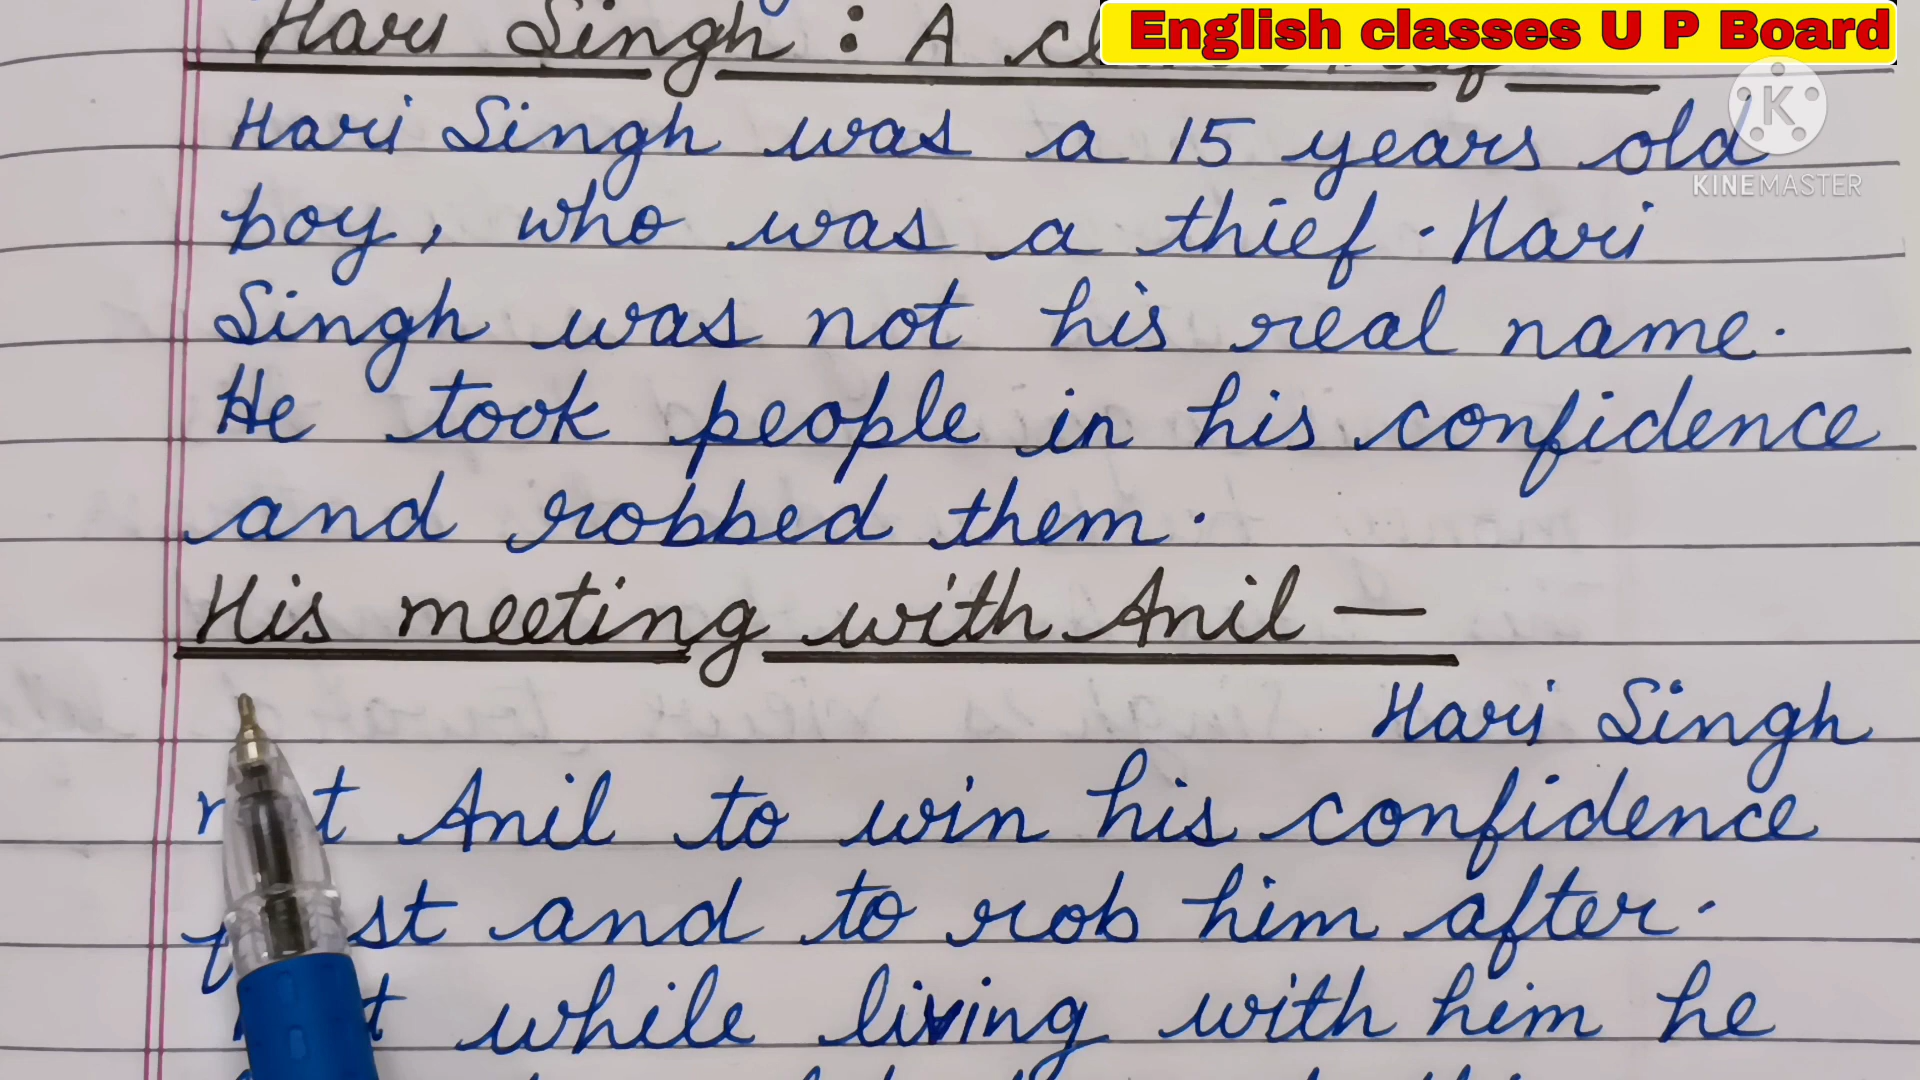 English classes U P Board
Hari Singh : A
Hari Singh was a 15 years old
boy, who was a thief. Hari
Singh was not his real name.
He took people in his confidence
and robbed them.
His meeting with Anil —
Hari Singh
Anil to win his confidence
and to rob him after.
while living with him he
KINEMASTER